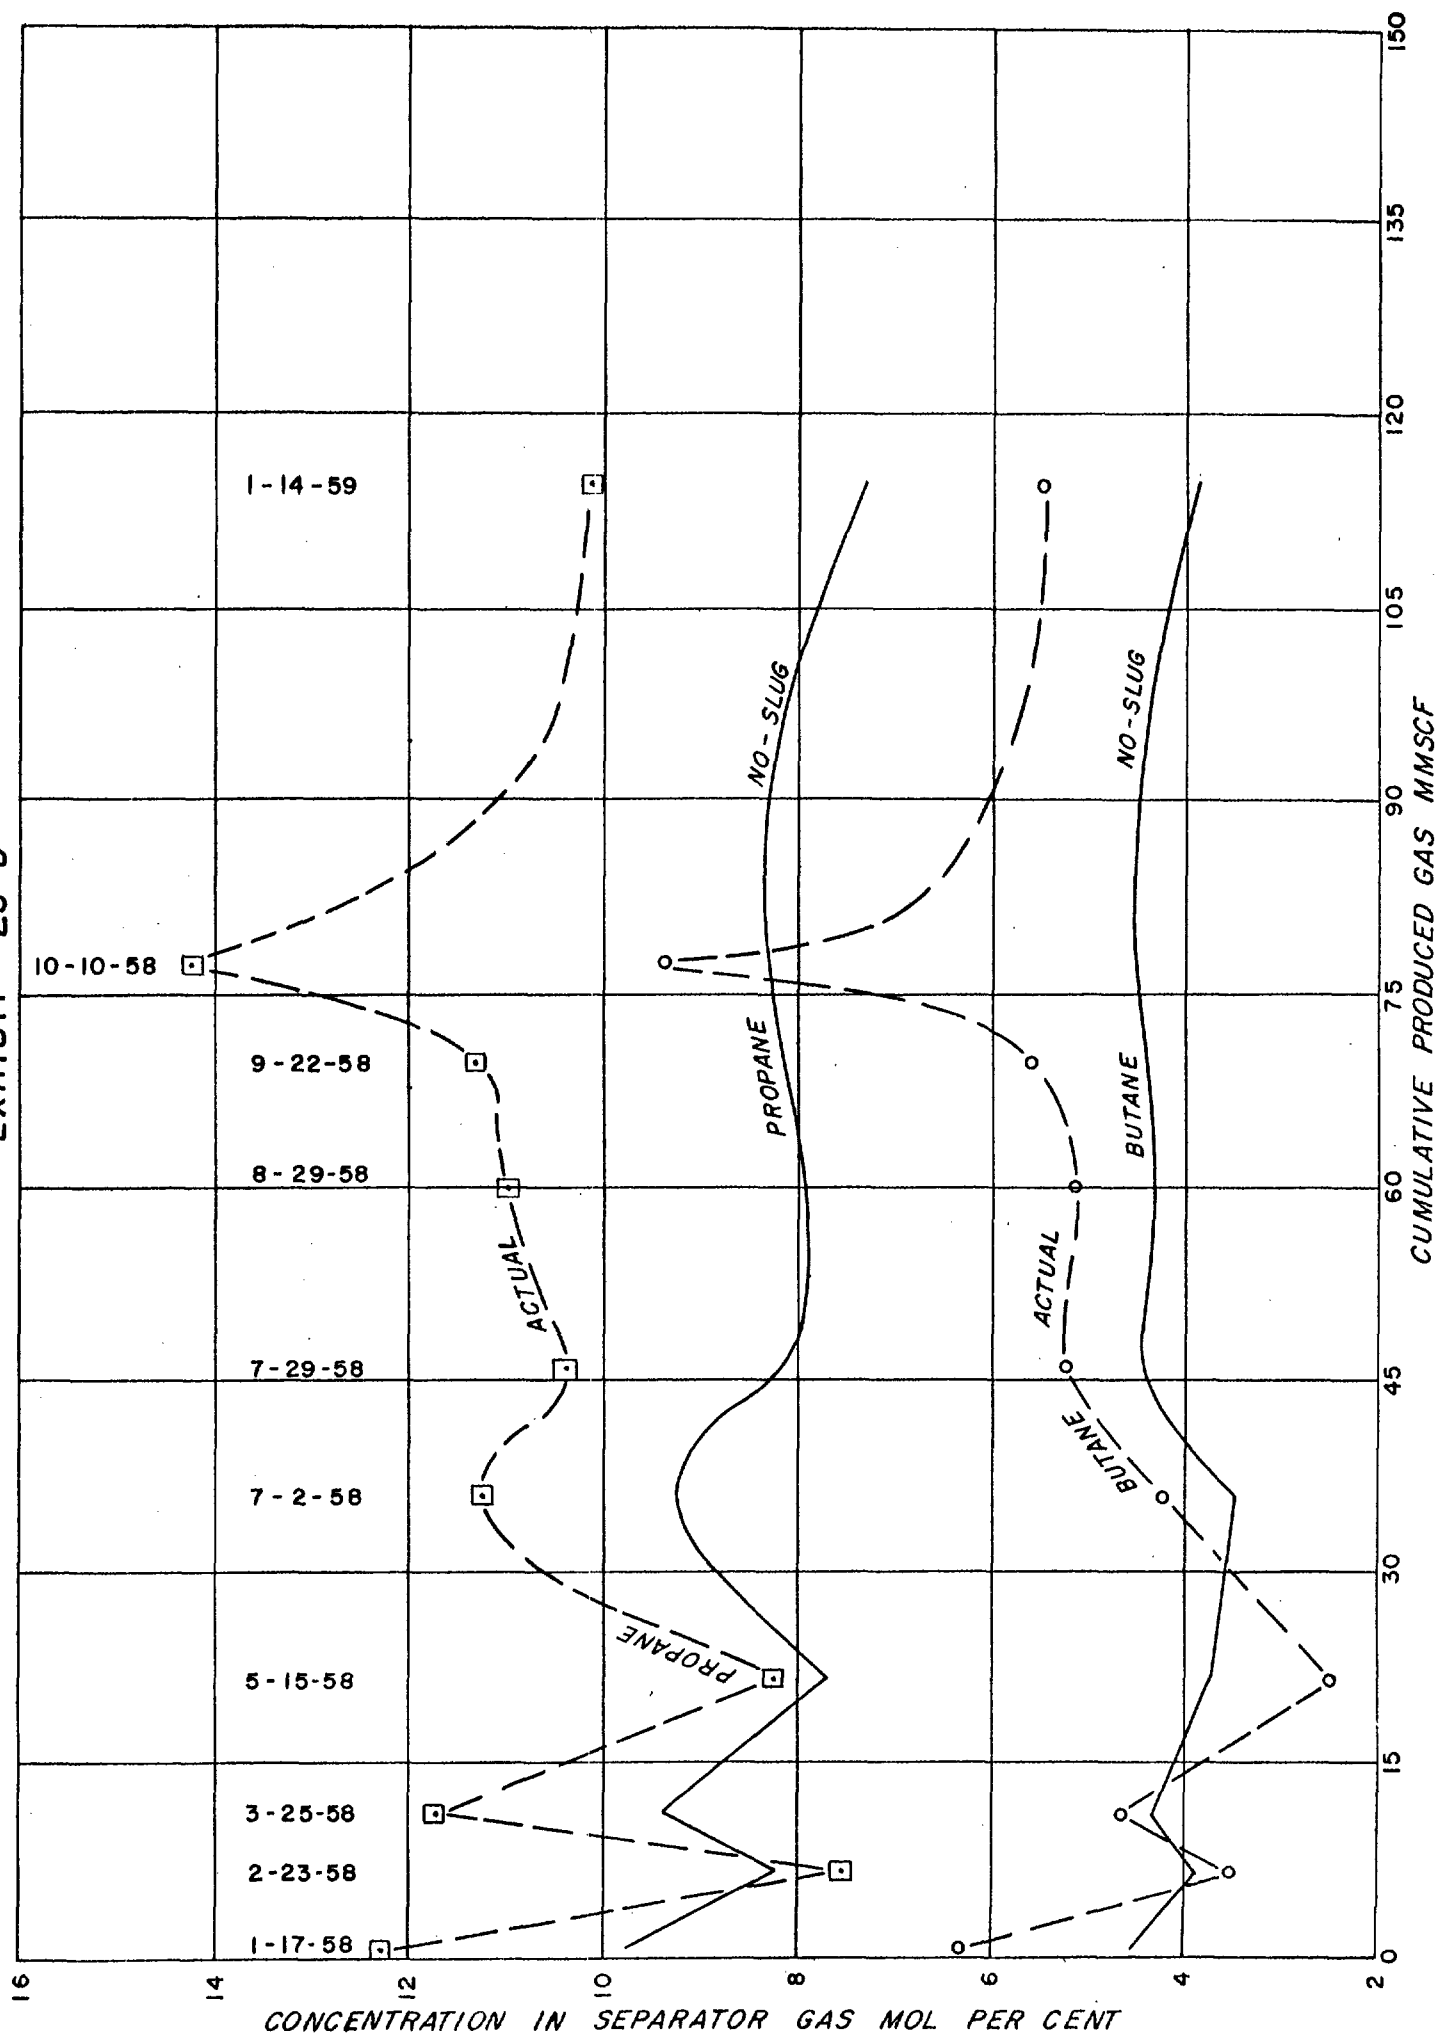 16
14
12
10
8
6
4
2
CONCENTRATION IN SEPARATOR GAS MOL PER CENT
0
15
30
45
60
75
90
105
120
135
150
CUMULATIVE PRODUCED GAS MMSCF
1-17-58
2-23-58
3-25-58
5-15-58
7-2-58
7-29-58
8-29-58
9-22-58
10-10-58
1-14-59
PROPANE
ACTUAL
PROPANE
NO-SLUG
BUTANE
ACTUAL
BUTANE
NO-SLUG